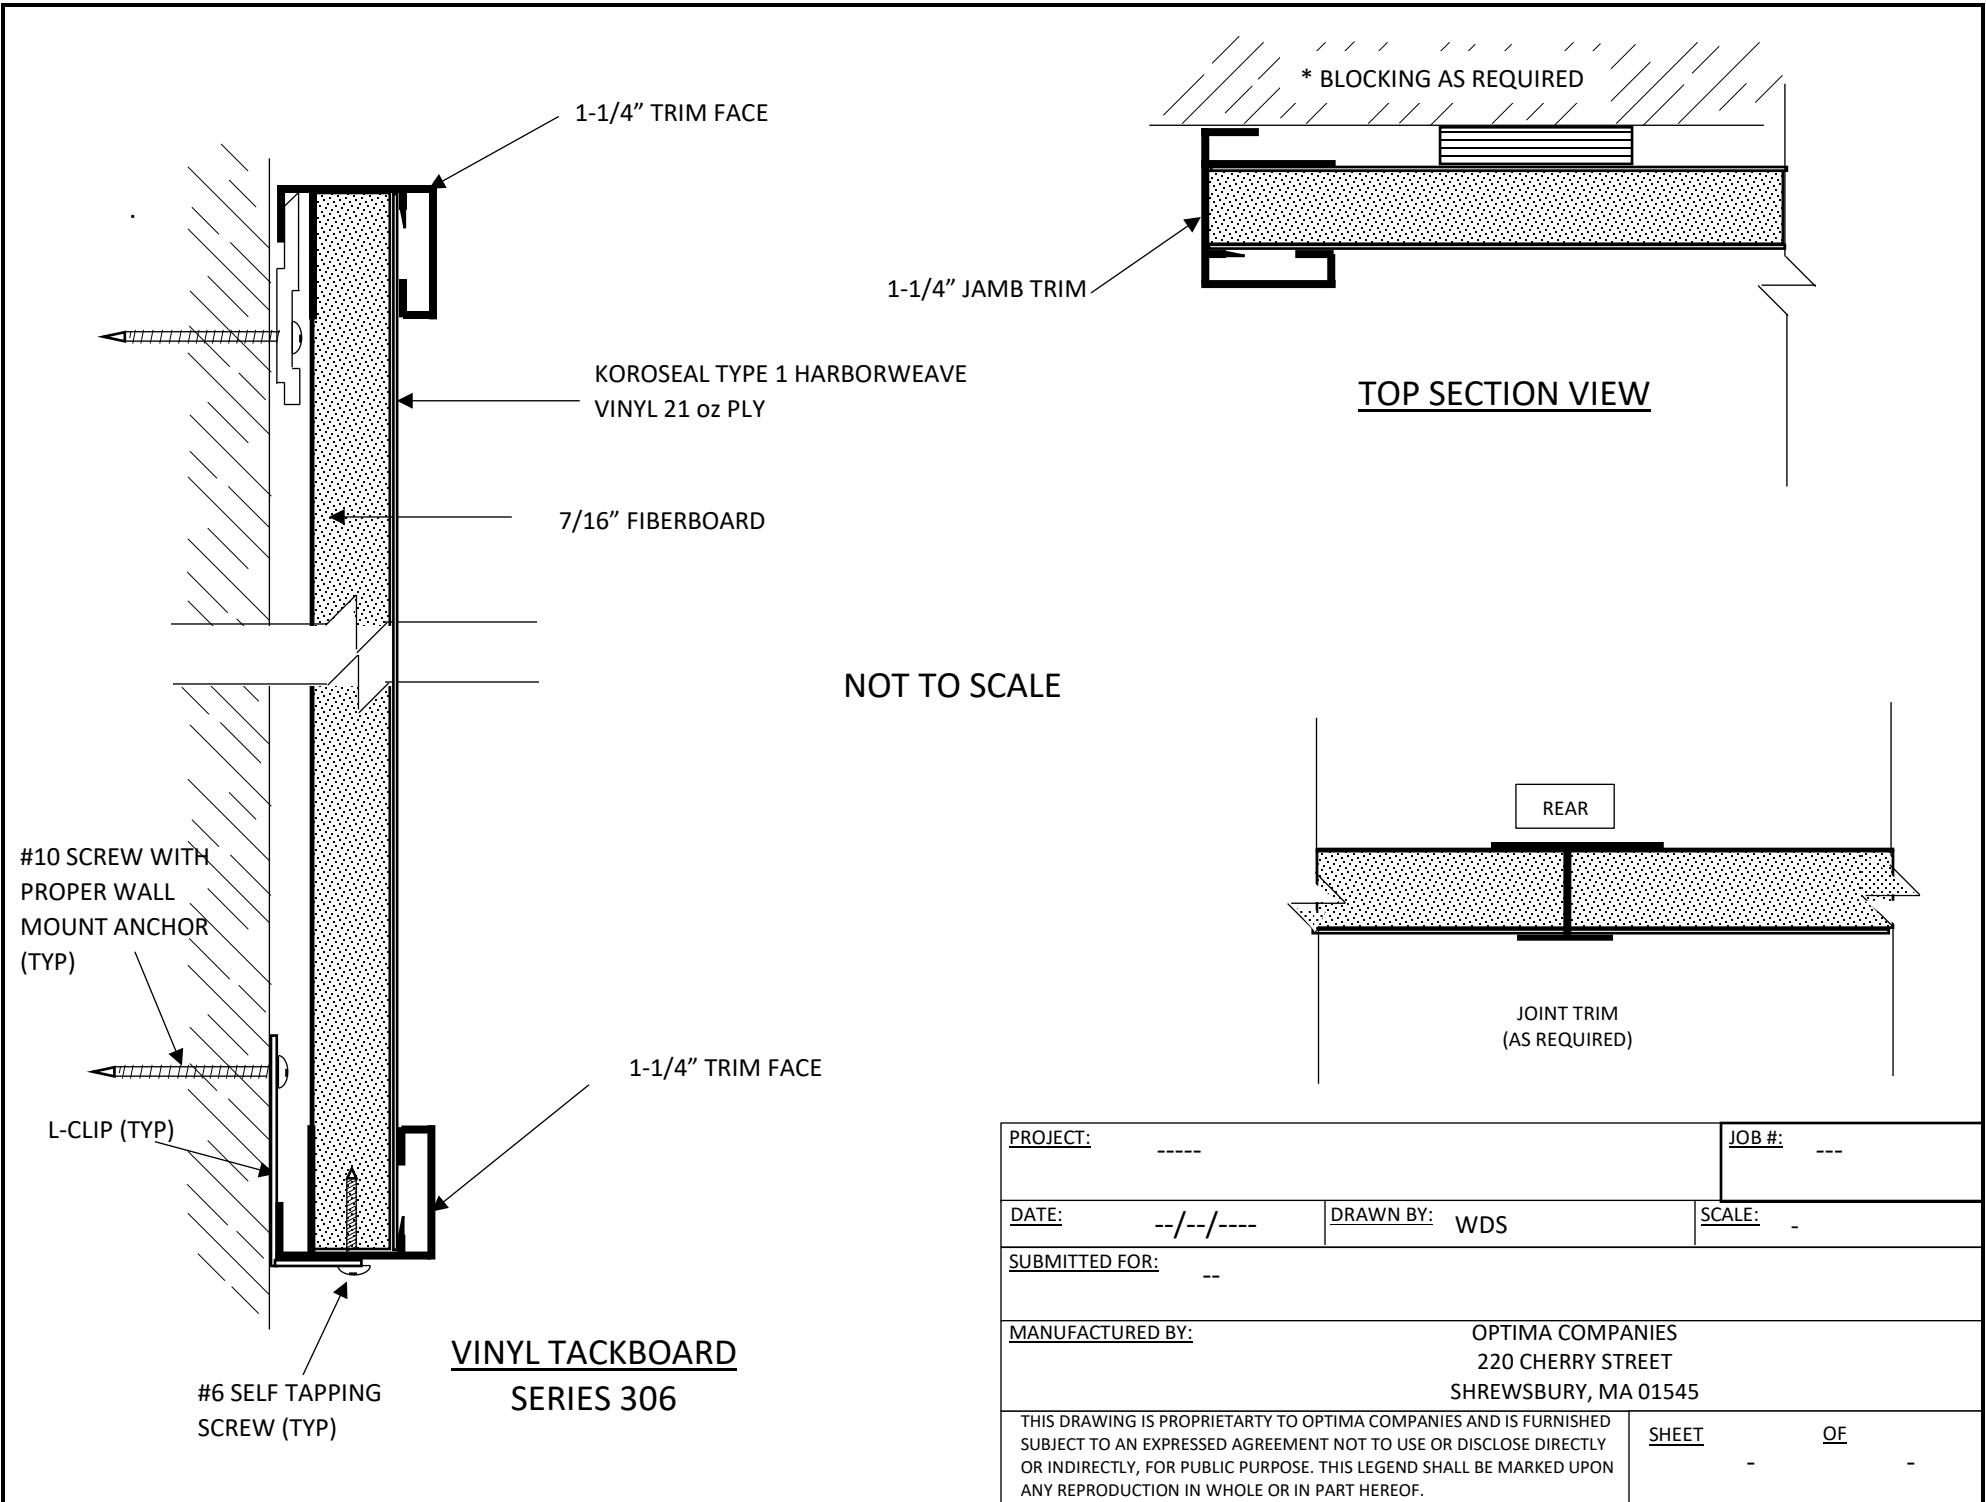 * BLOCKING AS REQUIRED
1-1/4” TRIM FACE
1-1/4” JAMB TRIM
KOROSEAL TYPE 1 HARBORWEAVE
VINYL 21 oz PLY
TOP SECTION VIEW
7/16” FIBERBOARD
NOT TO SCALE
REAR
#10 SCREW WITH
PROPER WALL
MOUNT ANCHOR
(TYP)
JOINT TRIM
(AS REQUIRED)
1-1/4” TRIM FACE
L-CLIP (TYP)
#6 SELF TAPPING
SCREW (TYP)
VINYL TACKBOARD
SERIES 306
PROJECT: -----
JOB #: ---
DATE: --/--/----
DRAWN BY: WDS
SCALE: -
SUBMITTED FOR: --
MANUFACTURED BY:
OPTIMA COMPANIES
220 CHERRY STREET
SHREWSBURY, MA 01545
THIS DRAWING IS PROPRIETARTY TO OPTIMA COMPANIES AND IS FURNISHED
SUBJECT TO AN EXPRESSED AGREEMENT NOT TO USE OR DISCLOSE DIRECTLY
OR INDIRECTLY, FOR PUBLIC PURPOSE. THIS LEGEND SHALL BE MARKED UPON
ANY REPRODUCTION IN WHOLE OR IN PART HEREOF.
SHEET OF
- -